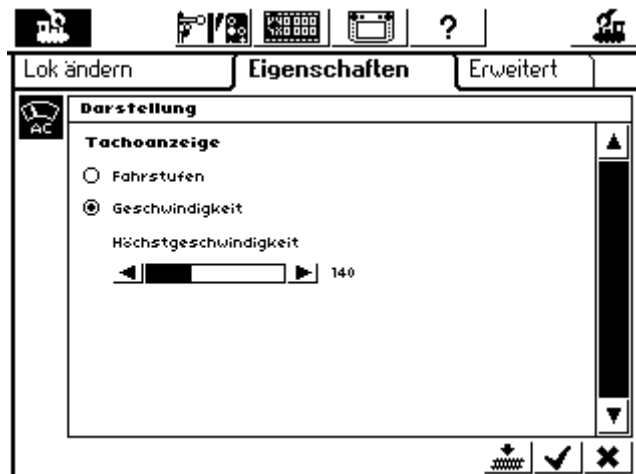 ?
Lok ändern Eigenschaften Erweitert
AC
Darstellung
Tachoanzeige
Fahrstufen
Geschwindigkeit
Höchstgeschwindigkeit
140